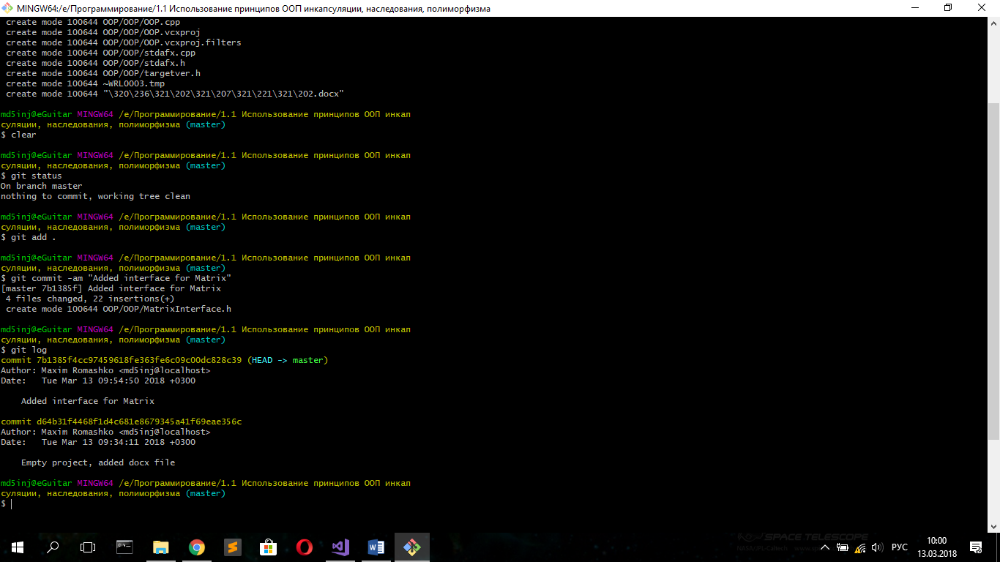 MINGW64:/e/Программирование/1.1 Использование принципов ООП инкапсуляции, наследования, полиморфизма
create mode 100644 OOP/OOP/OOP.cpp
create mode 100644 OOP/OOP/OOP.vcxproj
create mode 100644 OOP/OOP/OOP.vcxproj.filters
create mode 100644 OOP/OOP/stdafx.cpp
create mode 100644 OOP/OOP/stdafx.h
create mode 100644 OOP/OOP/targetver.h
create mode 100644 ~WRL0003.tmp
create mode 100644 "\320\236\321\202\321\207\321\221\321\202.docx"
md5inj@eGuitar MINGW64 /e/Программирование/1.1 Использование принципов ООП инкап
суляции, наследования, полиморфизма (master)
$ clear
md5inj@eGuitar MINGW64 /e/Программирование/1.1 Использование принципов ООП инкап
суляции, наследования, полиморфизма (master)
$ git status
On branch master
nothing to commit, working tree clean
md5inj@eGuitar MINGW64 /e/Программирование/1.1 Использование принципов ООП инкап
суляции, наследования, полиморфизма (master)
$ git add .
md5inj@eGuitar MINGW64 /e/Программирование/1.1 Использование принципов ООП инкап
суляции, наследования, полиморфизма (master)
$ git commit -am "Added interface for Matrix"
[master 7b1385f] Added interface for Matrix
4 files changed, 22 insertions(+)
create mode 100644 OOP/OOP/MatrixInterface.h
md5inj@eGuitar MINGW64 /e/Программирование/1.1 Использование принципов ООП инкап
суляции, наследования, полиморфизма (master)
$ git log
commit 7b1385f4cc97459618fe363fe6c09c00dc828c39 (HEAD -> master)
Author: Maxim Romashko <md5inj@localhost>
Date:   Tue Mar 13 09:54:50 2018 +0300
Added interface for Matrix
commit d64b31f4468f1d4c681e8679345a41f69eae356c
Author: Maxim Romashko <md5inj@localhost>
Date:   Tue Mar 13 09:34:11 2018 +0300
Empty project, added docx file
md5inj@eGuitar MINGW64 /e/Программирование/1.1 Использование принципов ООП инкап
суляции, наследования, полиморфизма (master)
$
SPACE TELESCOPE
NASA/JPL-Caltech
РУС
10:00
13.03.2018